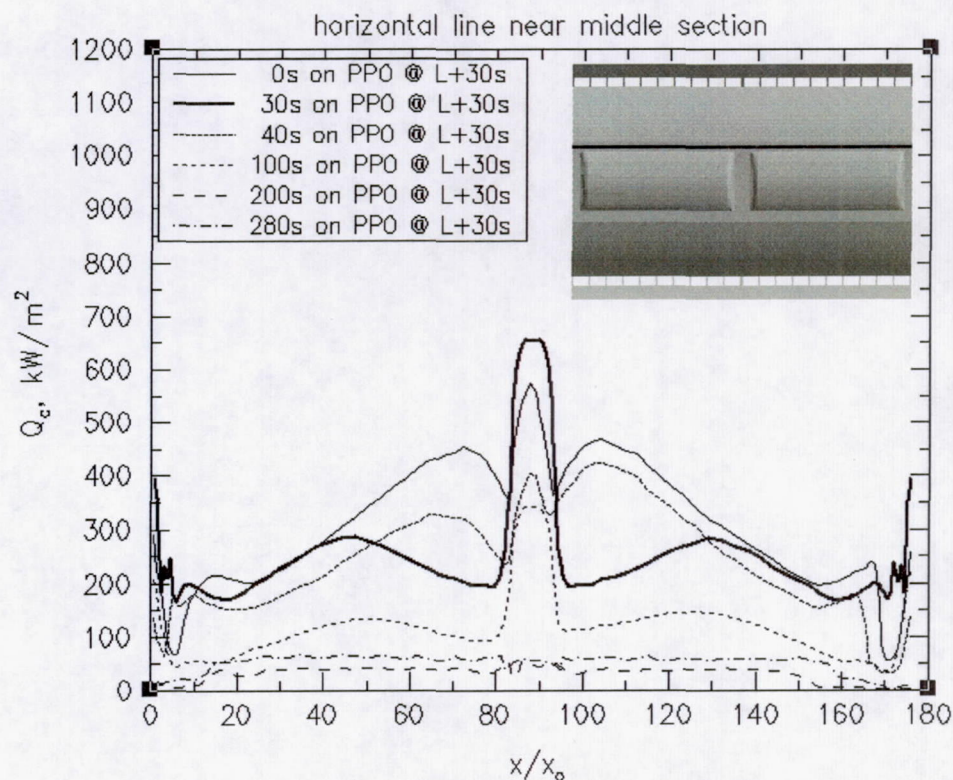 horizontal line near middle section
1200
1100
1000
900
800
700
600
500
400
300
200
100
0
Q_c, kW/m²
0s on PPO @ L+30s
30s on PPO @ L+30s
40s on PPO @ L+30s
100s on PPO @ L+30s
200s on PPO @ L+30s
280s on PPO @ L+30s
0 20 40 60 80 100 120 140 160 180
x/x_o